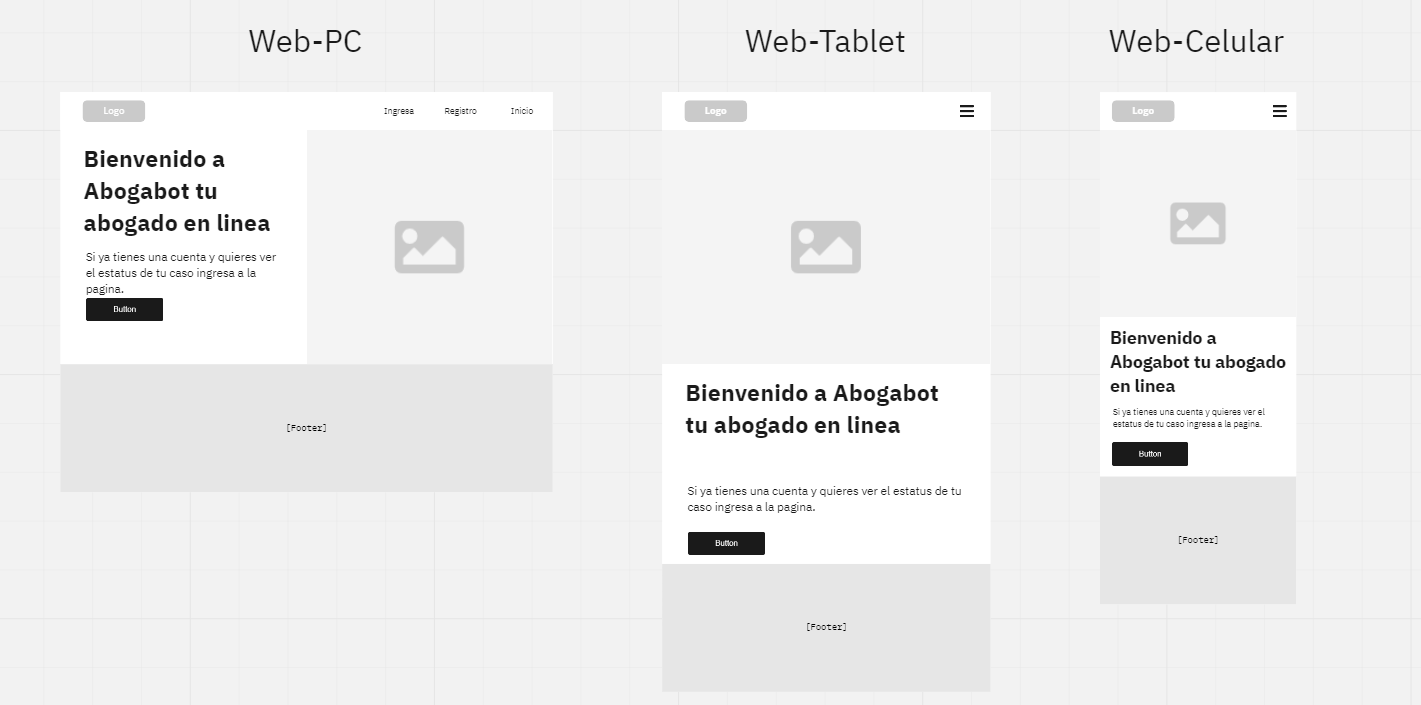 Web-PC
Logo
Ingresa
Registro
Inicio
Bienvenido a
Abogabot tu
abogado en linea
Si ya tienes una cuenta y quieres ver
el estatus de tu caso ingresa a la
pagina.
Button
[Footer]
Web-Tablet
Logo
Bienvenido a Abogabot
tu abogado en linea
Si ya tienes una cuenta y quieres ver el estatus de tu
caso ingresa a la pagina.
Button
[Footer]
Web-Celular
Logo
Bienvenido a
Abogabot tu abogado
en linea
Si ya tienes una cuenta y quieres ver el
estatus de tu caso ingresa a la pagina.
Button
[Footer]